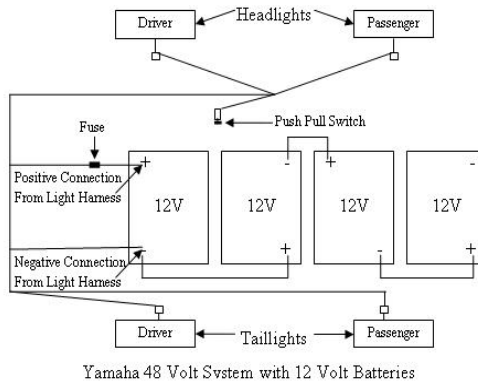 Driver
Headlights
Passenger
Push Pull Switch
Fuse
+ - + -
Positive Connection
From Light Harness
12V 12V 12V 12V
- + - +
Negative Connection
From Light Harness
Driver
Taillights
Passenger
Yamaha 48 Volt System with 12 Volt Batteries